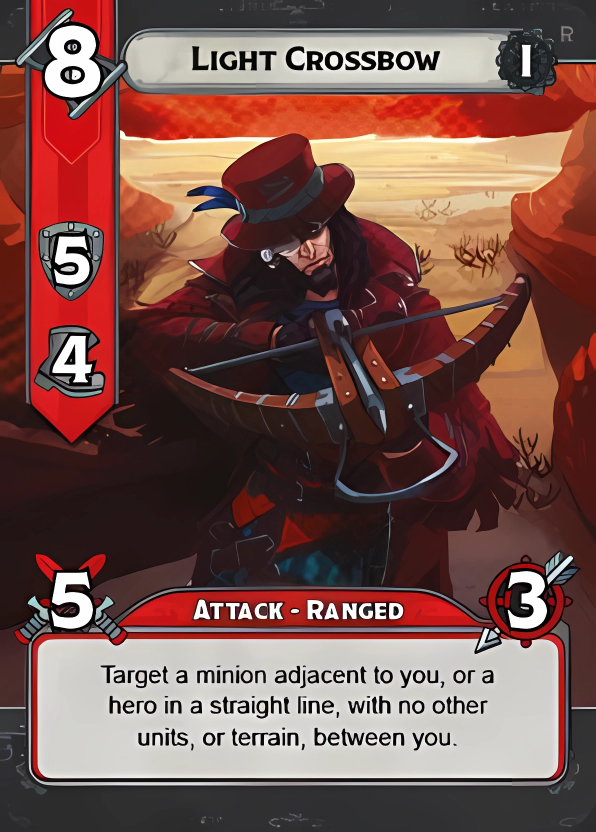 8
LIGHT CROSSBOW
I
R
5
4
5
ATTACK - RANGED
3
Target a minion adjacent to you, or a
hero in a straight line, with no other
units, or terrain, between you.